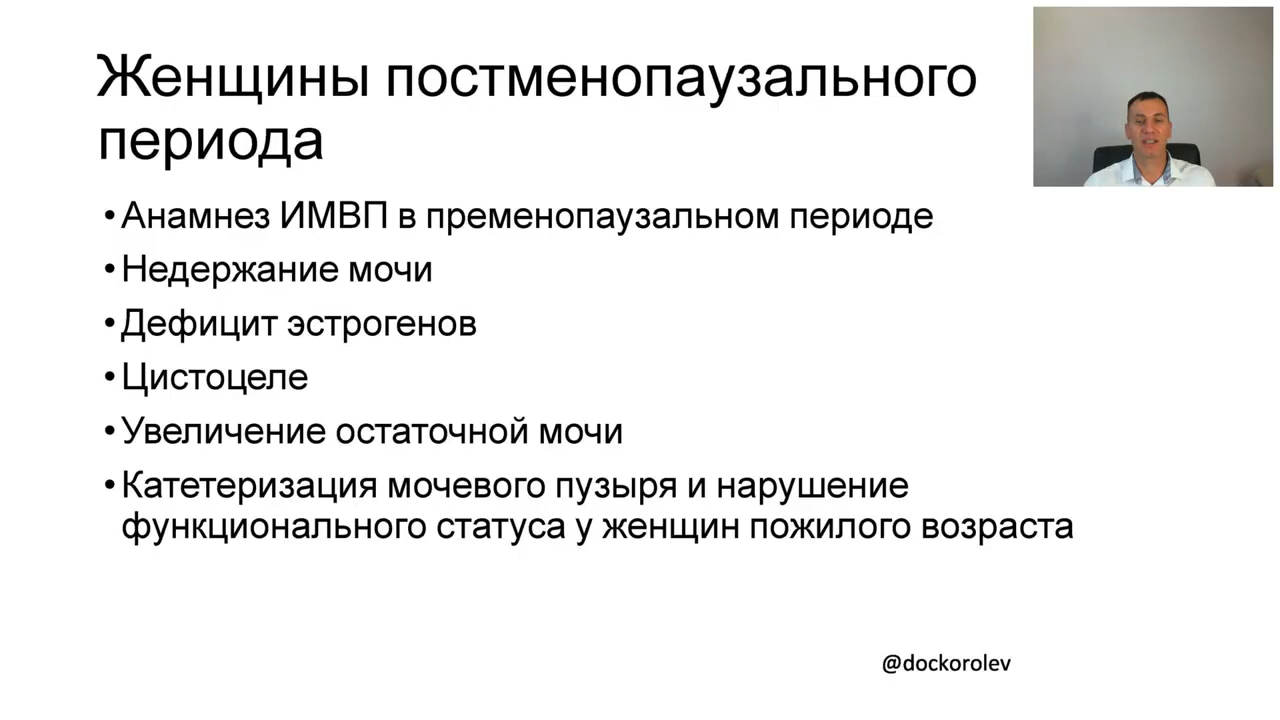 Женщины постменопаузального
периода
•Анамнез ИМВП в пременопаузальном периоде
•Недержание мочи
•Дефицит эстрогенов
•Цистоцеле
•Увеличение остаточной мочи
•Катетеризация мочевого пузыря и нарушение
функционального статуса у женщин пожилого возраста
@dockorolev